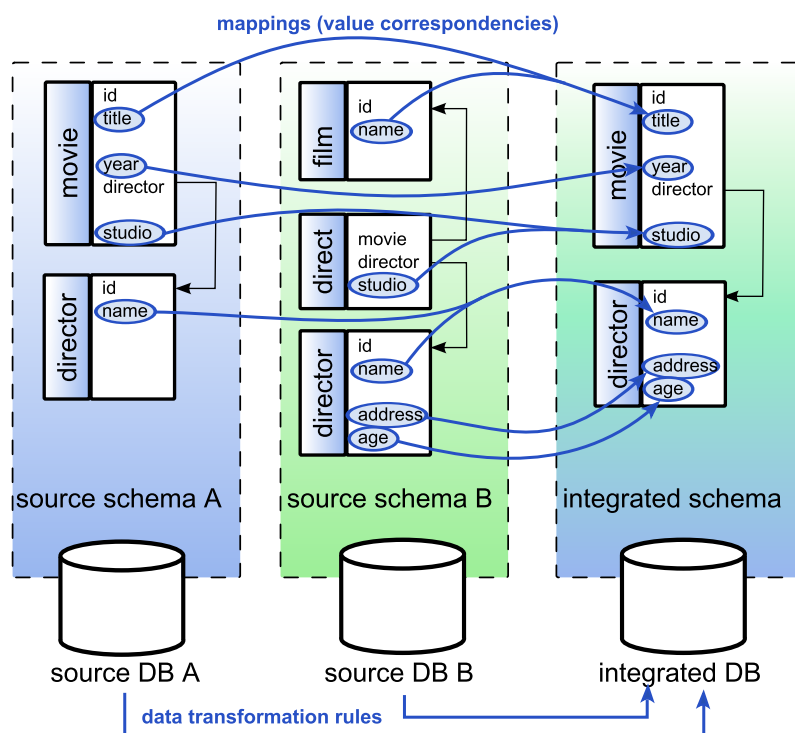 mappings (value correspondencies)
movie
id
title
year
director
studio
director
id
name
source schema A
film
id
name
direct
movie
director
studio
director
id
name
address
age
source schema B
movie
id
title
year
director
studio
director
id
name
address
age
integrated schema
source DB A
source DB B
integrated DB
data transformation rules